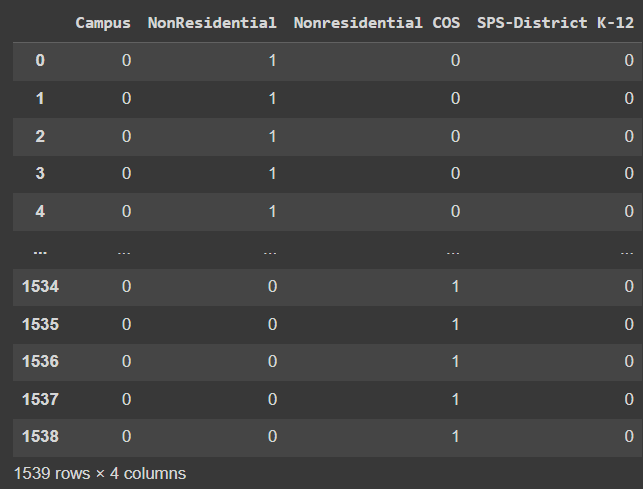 Campus NonResidential Nonresidential COS SPS-District K-12
0 0 1 0 0
1 0 1 0 0
2 0 1 0 0
3 0 1 0 0
4 0 1 0 0
... ... ... ... ...
1534 0 0 1 0
1535 0 0 1 0
1536 0 0 1 0
1537 0 0 1 0
1538 0 0 1 0
1539 rows × 4 columns